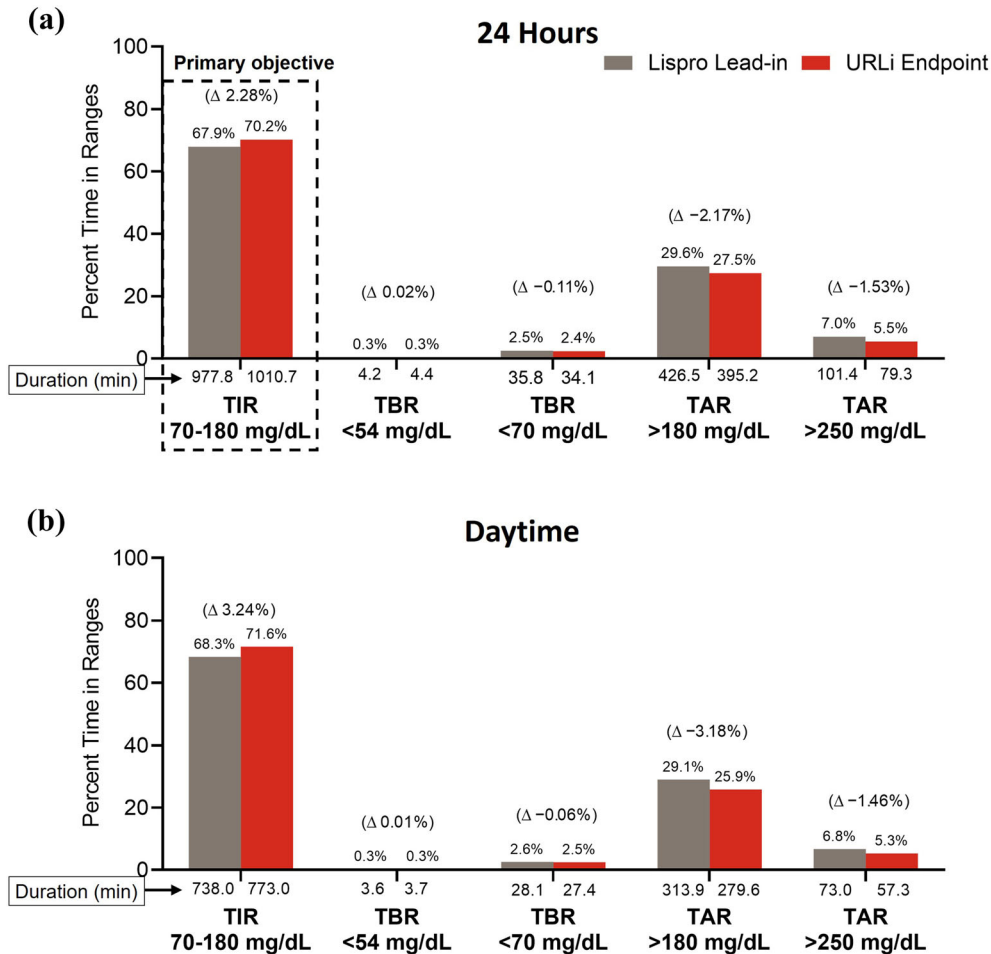 (a)
24 Hours
Lispro Lead-in URLi Endpoint
Primary objective
Percent Time in Ranges
100
80
60
40
20
0
(Δ 2.28%)
67.9% 70.2%
(Δ 0.02%)
0.3% 0.3%
(Δ −0.11%)
2.5% 2.4%
(Δ −2.17%)
29.6% 27.5%
(Δ −1.53%)
7.0% 5.5%
Duration (min) 977.8 1010.7 4.2 4.4 35.8 34.1 426.5 395.2 101.4 79.3
TIR TBR TBR TAR TAR
70-180 mg/dL <54 mg/dL <70 mg/dL >180 mg/dL >250 mg/dL
(b)
Daytime
Percent Time in Ranges
100
80
60
40
20
0
(Δ 3.24%)
68.3% 71.6%
(Δ 0.01%)
0.3% 0.3%
(Δ −0.06%)
2.6% 2.5%
(Δ −3.18%)
29.1% 25.9%
(Δ −1.46%)
6.8% 5.3%
Duration (min) 738.0 773.0 3.6 3.7 28.1 27.4 313.9 279.6 73.0 57.3
TIR TBR TBR TAR TAR
70-180 mg/dL <54 mg/dL <70 mg/dL >180 mg/dL >250 mg/dL